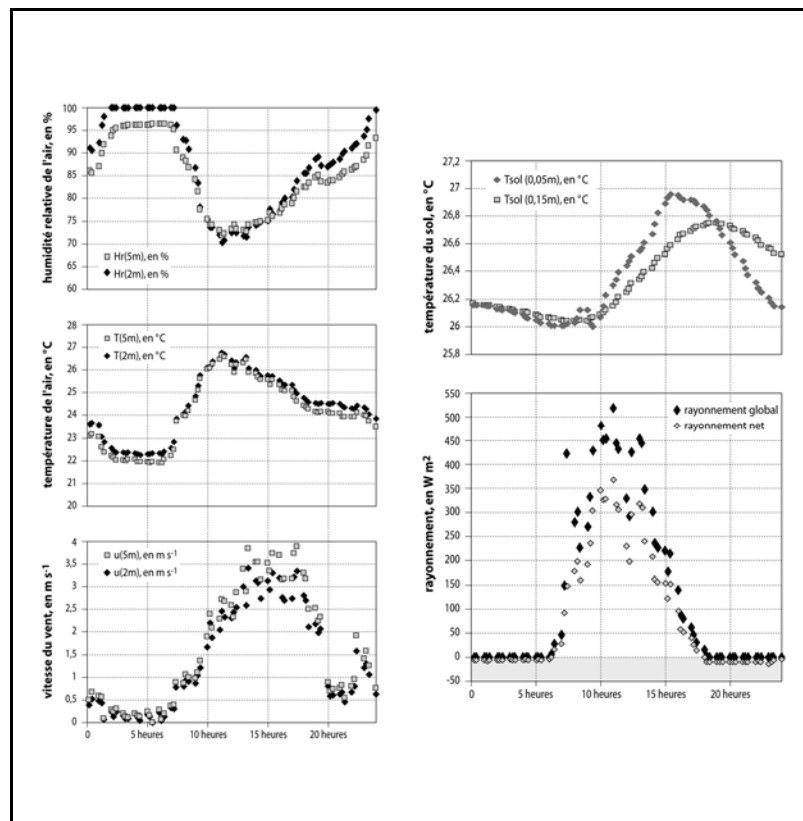 humidité relative de l'air, en %
100
95
90
85
80
75
70
65
60
Hr(5m), en %
Hr(2m), en %
température de l'air, en °C
28
27
26
25
24
23
22
21
20
T(5m), en °C
T(2m), en °C
vitesse du vent, en m s-1
4
3,5
3
2,5
2
1,5
1
0,5
0
u(5m), en m s-1
u(2m), en m s-1
0 5 heures 10 heures 15 heures 20 heures
température du sol, en °C
27,2
27
26,8
26,4
26,2
26
25,8
Tsol (0,05m), en °C
Tsol (0,15m), en °C
rayonnement, en W m2
550
500
450
400
350
300
250
200
150
100
50
0
-50
rayonnement global
rayonnement net
0 5 heures 10 heures 15 heures 20 heures